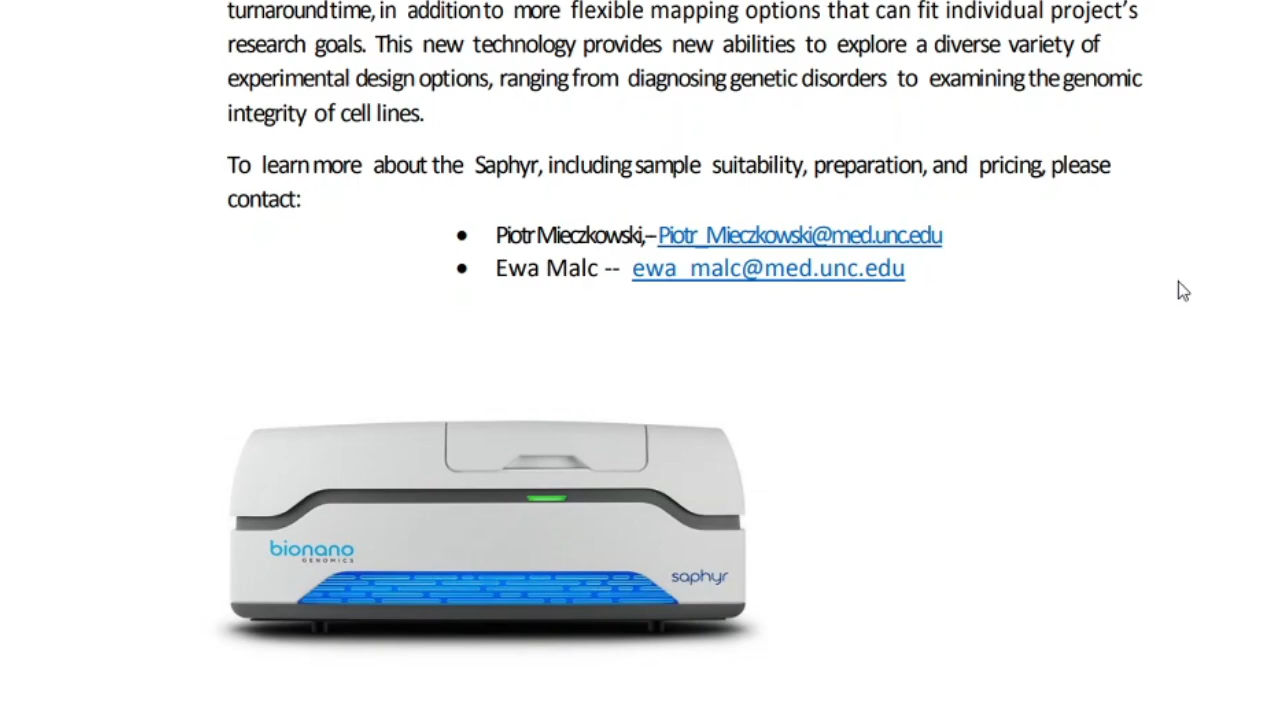 turnaround time, in addition to more flexible mapping options that can fit individual project's
research goals. This new technology provides new abilities to explore a diverse variety of
experimental design options, ranging from diagnosing genetic disorders to examining the genomic
integrity of cell lines.
To learn more about the Saphyr, including sample suitability, preparation, and pricing, please
contact:
• Piotr Mieczkowski,– Piotr_Mieczkowski@med.unc.edu
• Ewa Malc -- ewa_malc@med.unc.edu
bionano
GENOMICS
saphyr